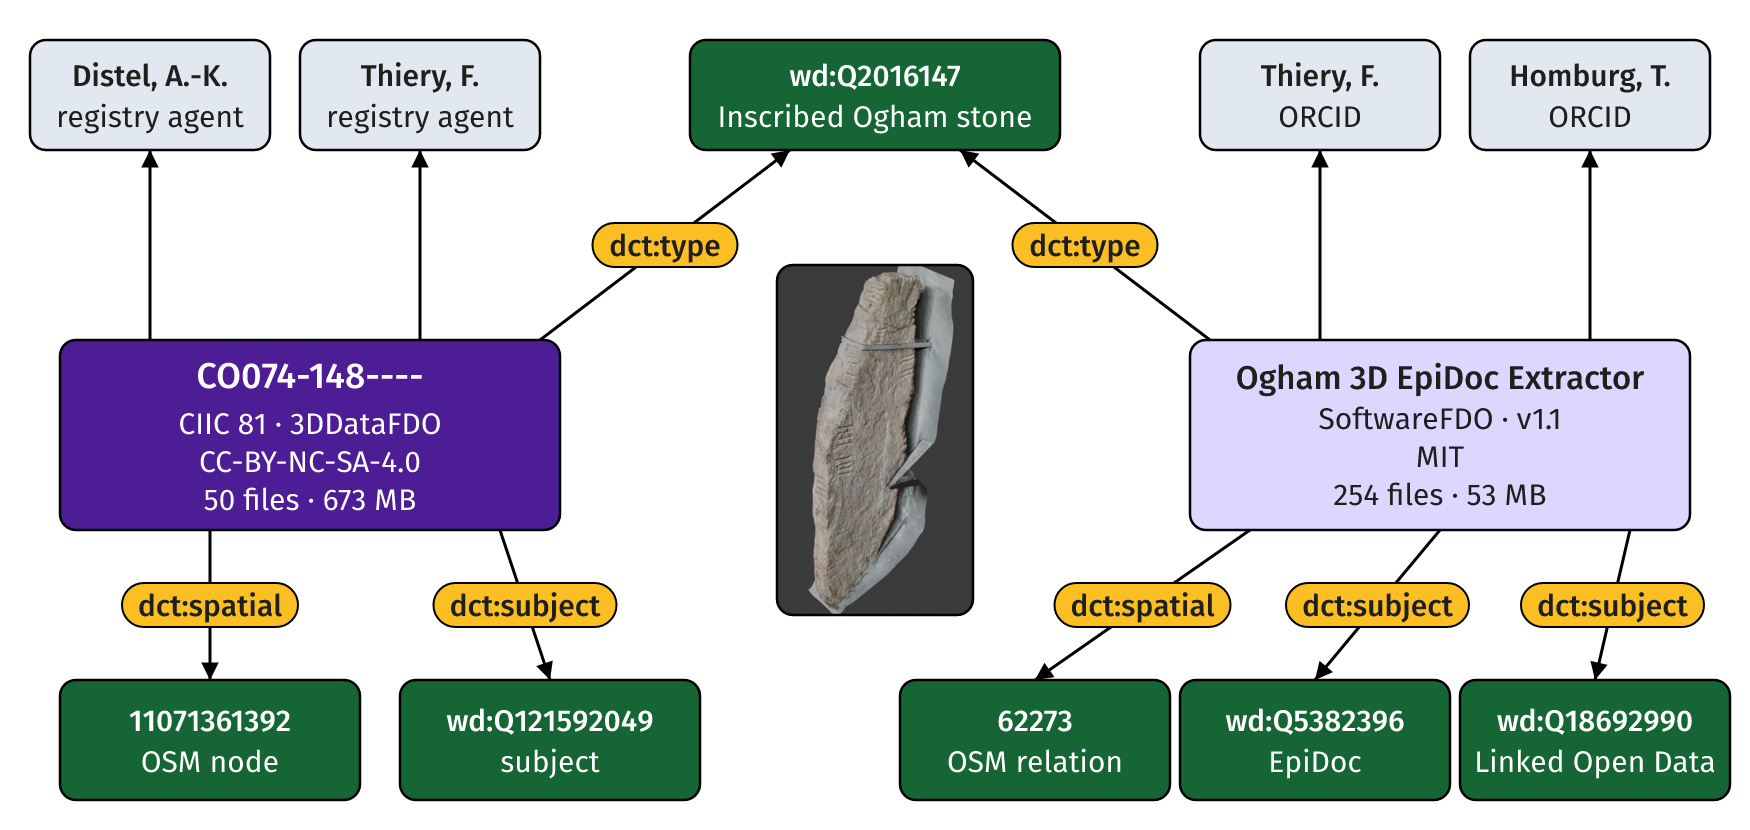 Distel, A.-K.
registry agent
Thiery, F.
registry agent
wd:Q2016147
Inscribed Ogham stone
Thiery, F.
ORCID
Homburg, T.
ORCID
dct:type
dct:type
CO074-148----
CIIC 81 · 3DDataFDO
CC-BY-NC-SA-4.0
50 files · 673 MB
Ogham 3D EpiDoc Extractor
SoftwareFDO · v1.1
MIT
254 files · 53 MB
dct:spatial
dct:subject
dct:spatial
dct:subject
dct:subject
11071361392
OSM node
wd:Q121592049
subject
62273
OSM relation
wd:Q5382396
EpiDoc
wd:Q18692990
Linked Open Data